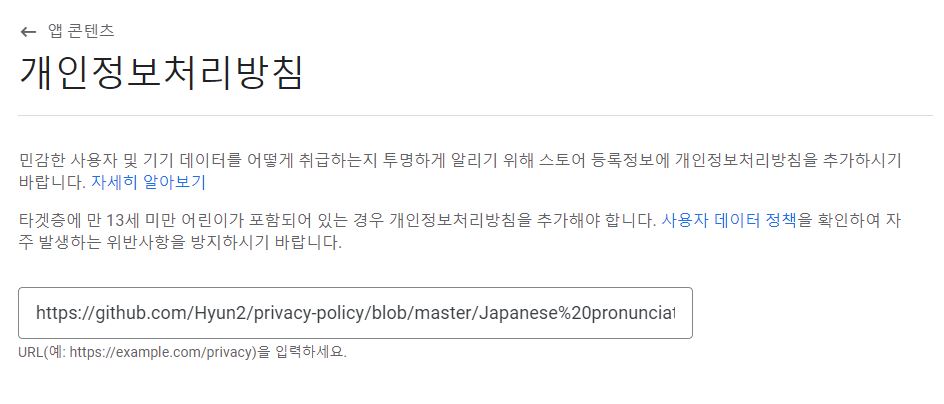 ← 앱 콘텐츠
개인정보처리방침
민감한 사용자 및 기기 데이터를 어떻게 취급하는지 투명하게 알리기 위해 스토어 등록정보에 개인정보처리방침을 추가하시기
바랍니다. 자세히 알아보기
타겟층에 만 13세 미만 어린이가 포함되어 있는 경우 개인정보처리방침을 추가해야 합니다. 사용자 데이터 정책을 확인하여 자
주 발생하는 위반사항을 방지하시기 바랍니다.
https://github.com/Hyun2/privacy-policy/blob/master/Japanese%20pronunciat
URL(예: https://example.com/privacy)을 입력하세요.